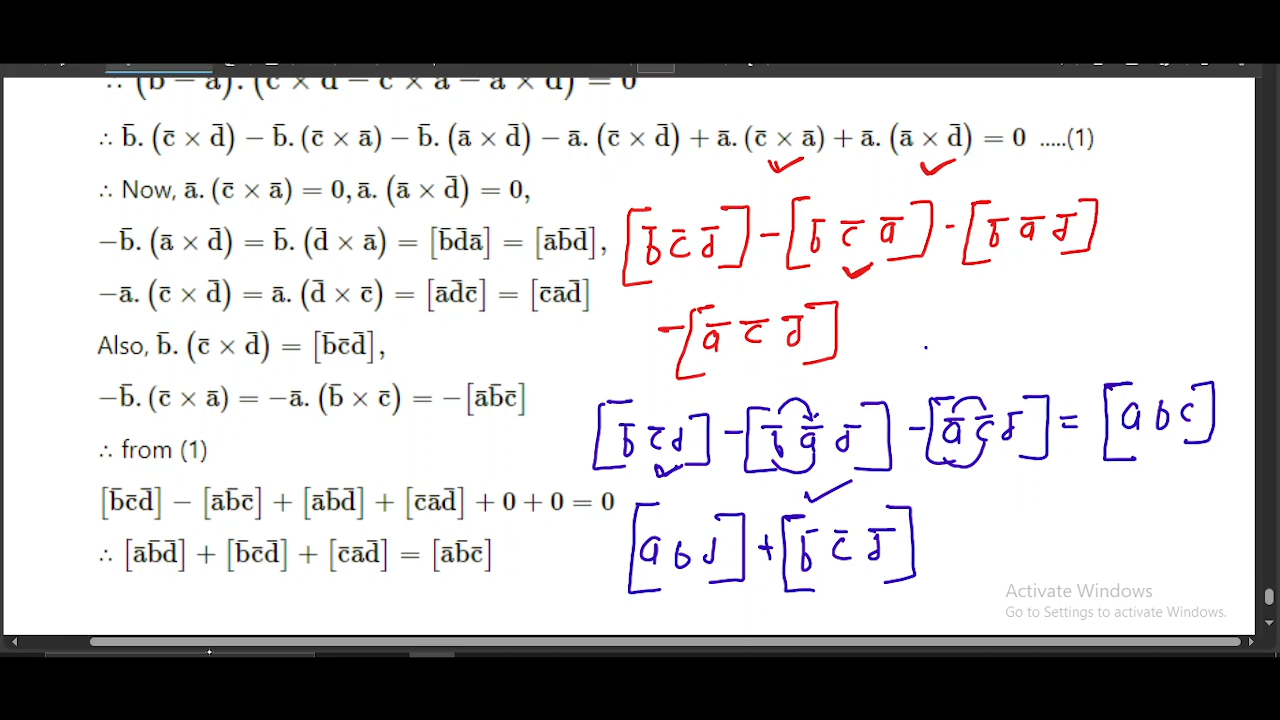 ∴ (b̄ − ā). (c̄ × d̄ − c̄ × ā − ā × d̄) = 0
∴ b̄. (c̄ × d̄) − b̄. (c̄ × ā) − b̄. (ā × d̄) − ā. (c̄ × d̄) + ā. (c̄ × ā) + ā. (ā × d̄) = 0 .....(1)
∴ Now, ā. (c̄ × ā) = 0, ā. (ā × d̄) = 0,
−b̄. (ā × d̄) = b̄. (d̄ × ā) = [b̄d̄ā] = [āb̄d̄],
−ā. (c̄ × d̄) = ā. (d̄ × c̄) = [ād̄c̄] = [c̄ād̄]
Also, b̄. (c̄ × d̄) = [b̄c̄d̄],
−b̄. (c̄ × ā) = −ā. (b̄ × c̄) = −[āb̄c̄]
∴ from (1)
[b̄c̄d̄] − [āb̄c̄] + [āb̄d̄] + [c̄ād̄] + 0 + 0 = 0
∴ [āb̄d̄] + [b̄c̄d̄] + [c̄ād̄] = [āb̄c̄]
[b̄ c̄ d̄] − [b̄ c̄ ā] - [b̄ ā d̄]
−[ā c̄ d̄]
[b̄ c̄ d] − [b̄ ā d̄] − [ā c̄ d̄] = [a b c]
[a b d] + [b̄ c̄ d̄]
Activate Windows
Go to Settings to activate Windows.